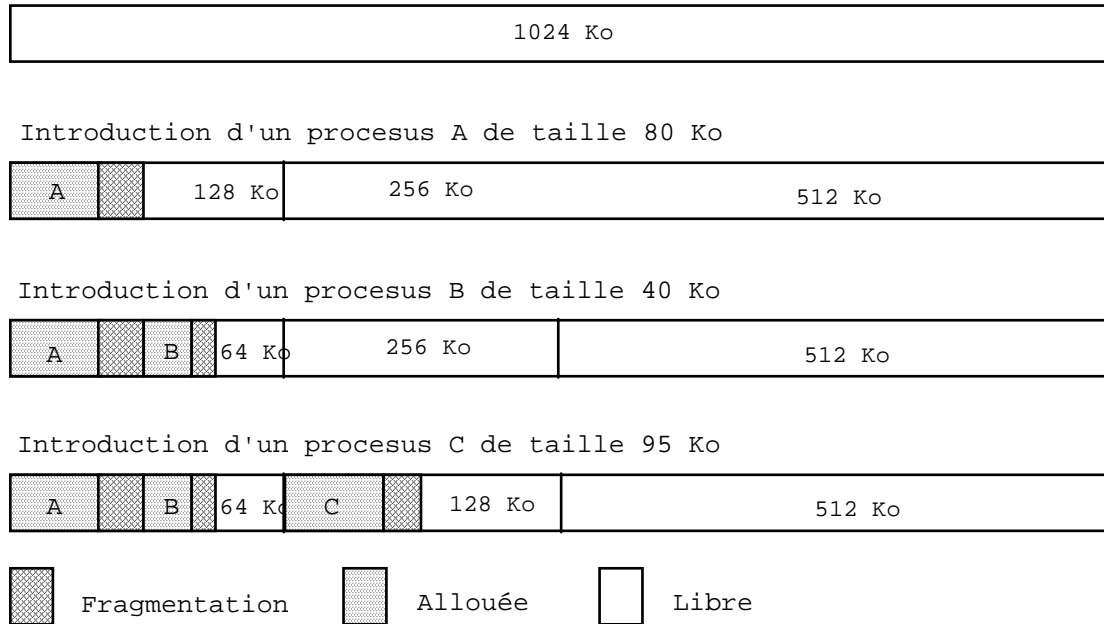 1024 Ko
Introduction d'un procesus A de taille 80 Ko
A 128 Ko 256 Ko 512 Ko
Introduction d'un procesus B de taille 40 Ko
A B 64 Ko 256 Ko 512 Ko
Introduction d'un procesus C de taille 95 Ko
A B 64 Ko C 128 Ko 512 Ko
Fragmentation Allouée Libre